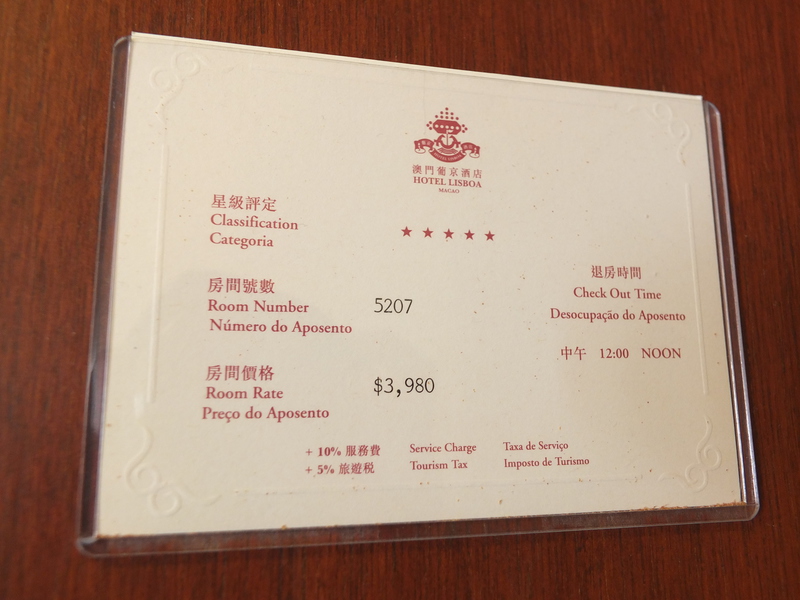 澳門葡京酒店
HOTEL LISBOA
MACAO
星級評定
Classification
Categoria
★ ★ ★ ★ ★
房間號數
Room Number 5207
Número do Aposento
房間價格
Room Rate $3,980
Preço do Aposento
退房時間
Check Out Time
Desocupação do Aposento
中午 12:00 NOON
+ 10% 服務費 Service Charge Taxa de Serviço
+ 5% 旅遊稅 Tourism Tax Imposto de Turismo